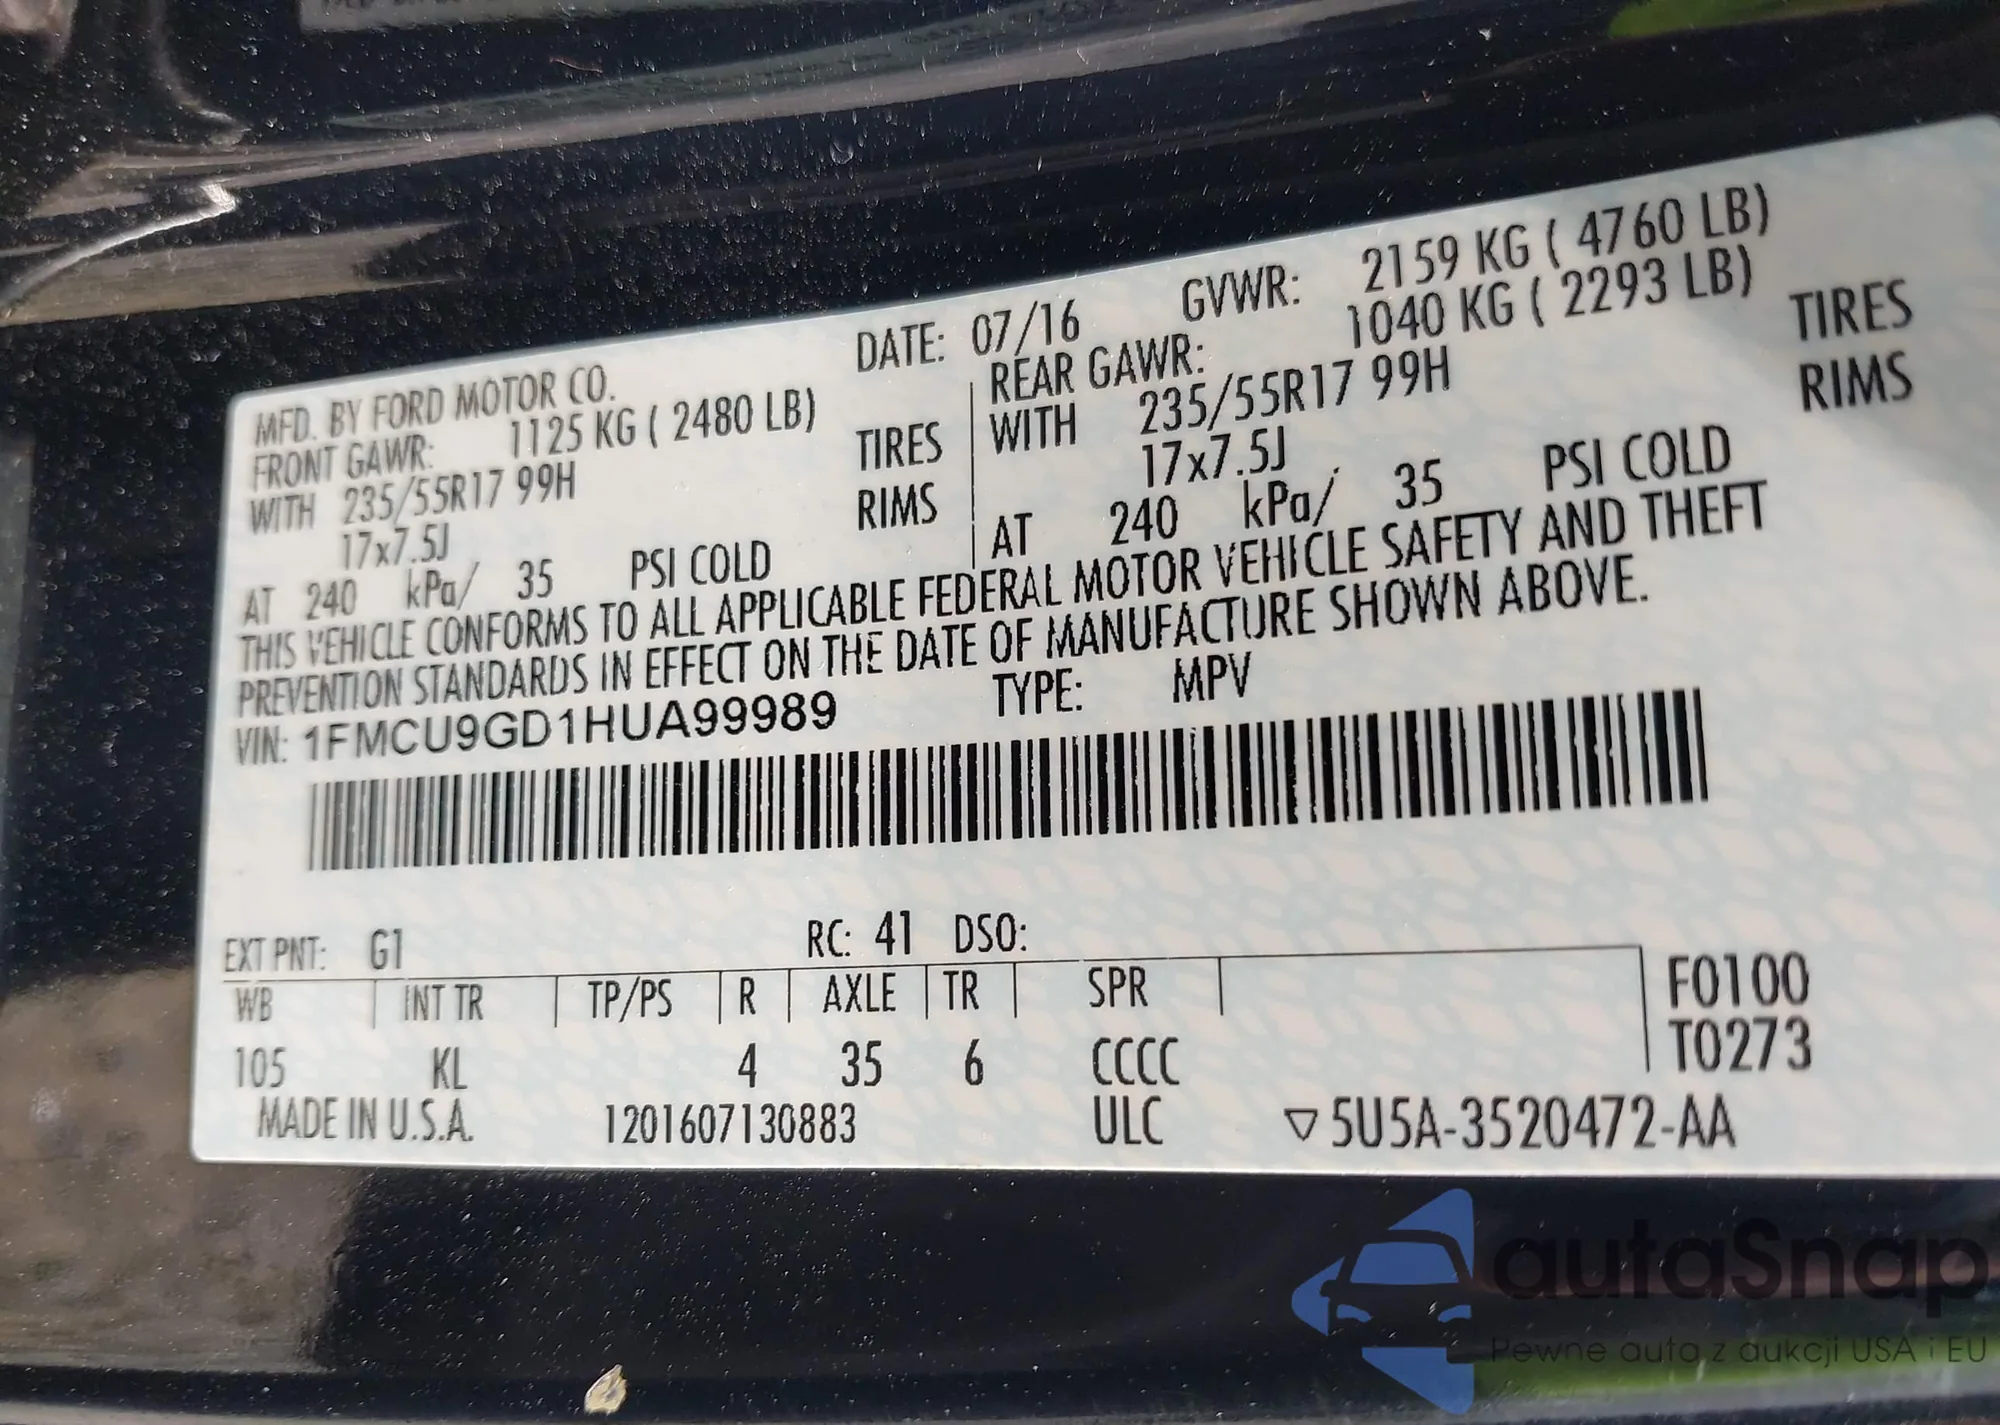 MFD. BY FORD MOTOR CO. DATE: 07/16 GVWR: 2159 KG ( 4760 LB)
FRONT GAWR: 1125 KG ( 2480 LB) REAR GAWR: 1040 KG ( 2293 LB)
WITH 235/55R17 99H TIRES WITH 235/55R17 99H TIRES
17x7.5J RIMS 17x7.5J RIMS
AT 240 kPa/ 35 PSI COLD AT 240 kPa/ 35 PSI COLD
THIS VEHICLE CONFORMS TO ALL APPLICABLE FEDERAL MOTOR VEHICLE SAFETY AND THEFT
PREVENTION STANDARDS IN EFFECT ON THE DATE OF MANUFACTURE SHOWN ABOVE.
VIN: 1FMCU9GD1HUA99989 TYPE: MPV
EXT PNT: G1 RC: 41 DSO:
WB INT TR TP/PS R AXLE TR SPR F0100
105 KL 4 35 6 CCCC T0273
MADE IN U.S.A. 1201607130883 ULC ▽5U5A-3520472-AA
autaSnap
Pewne auta z aukcji USA i EU